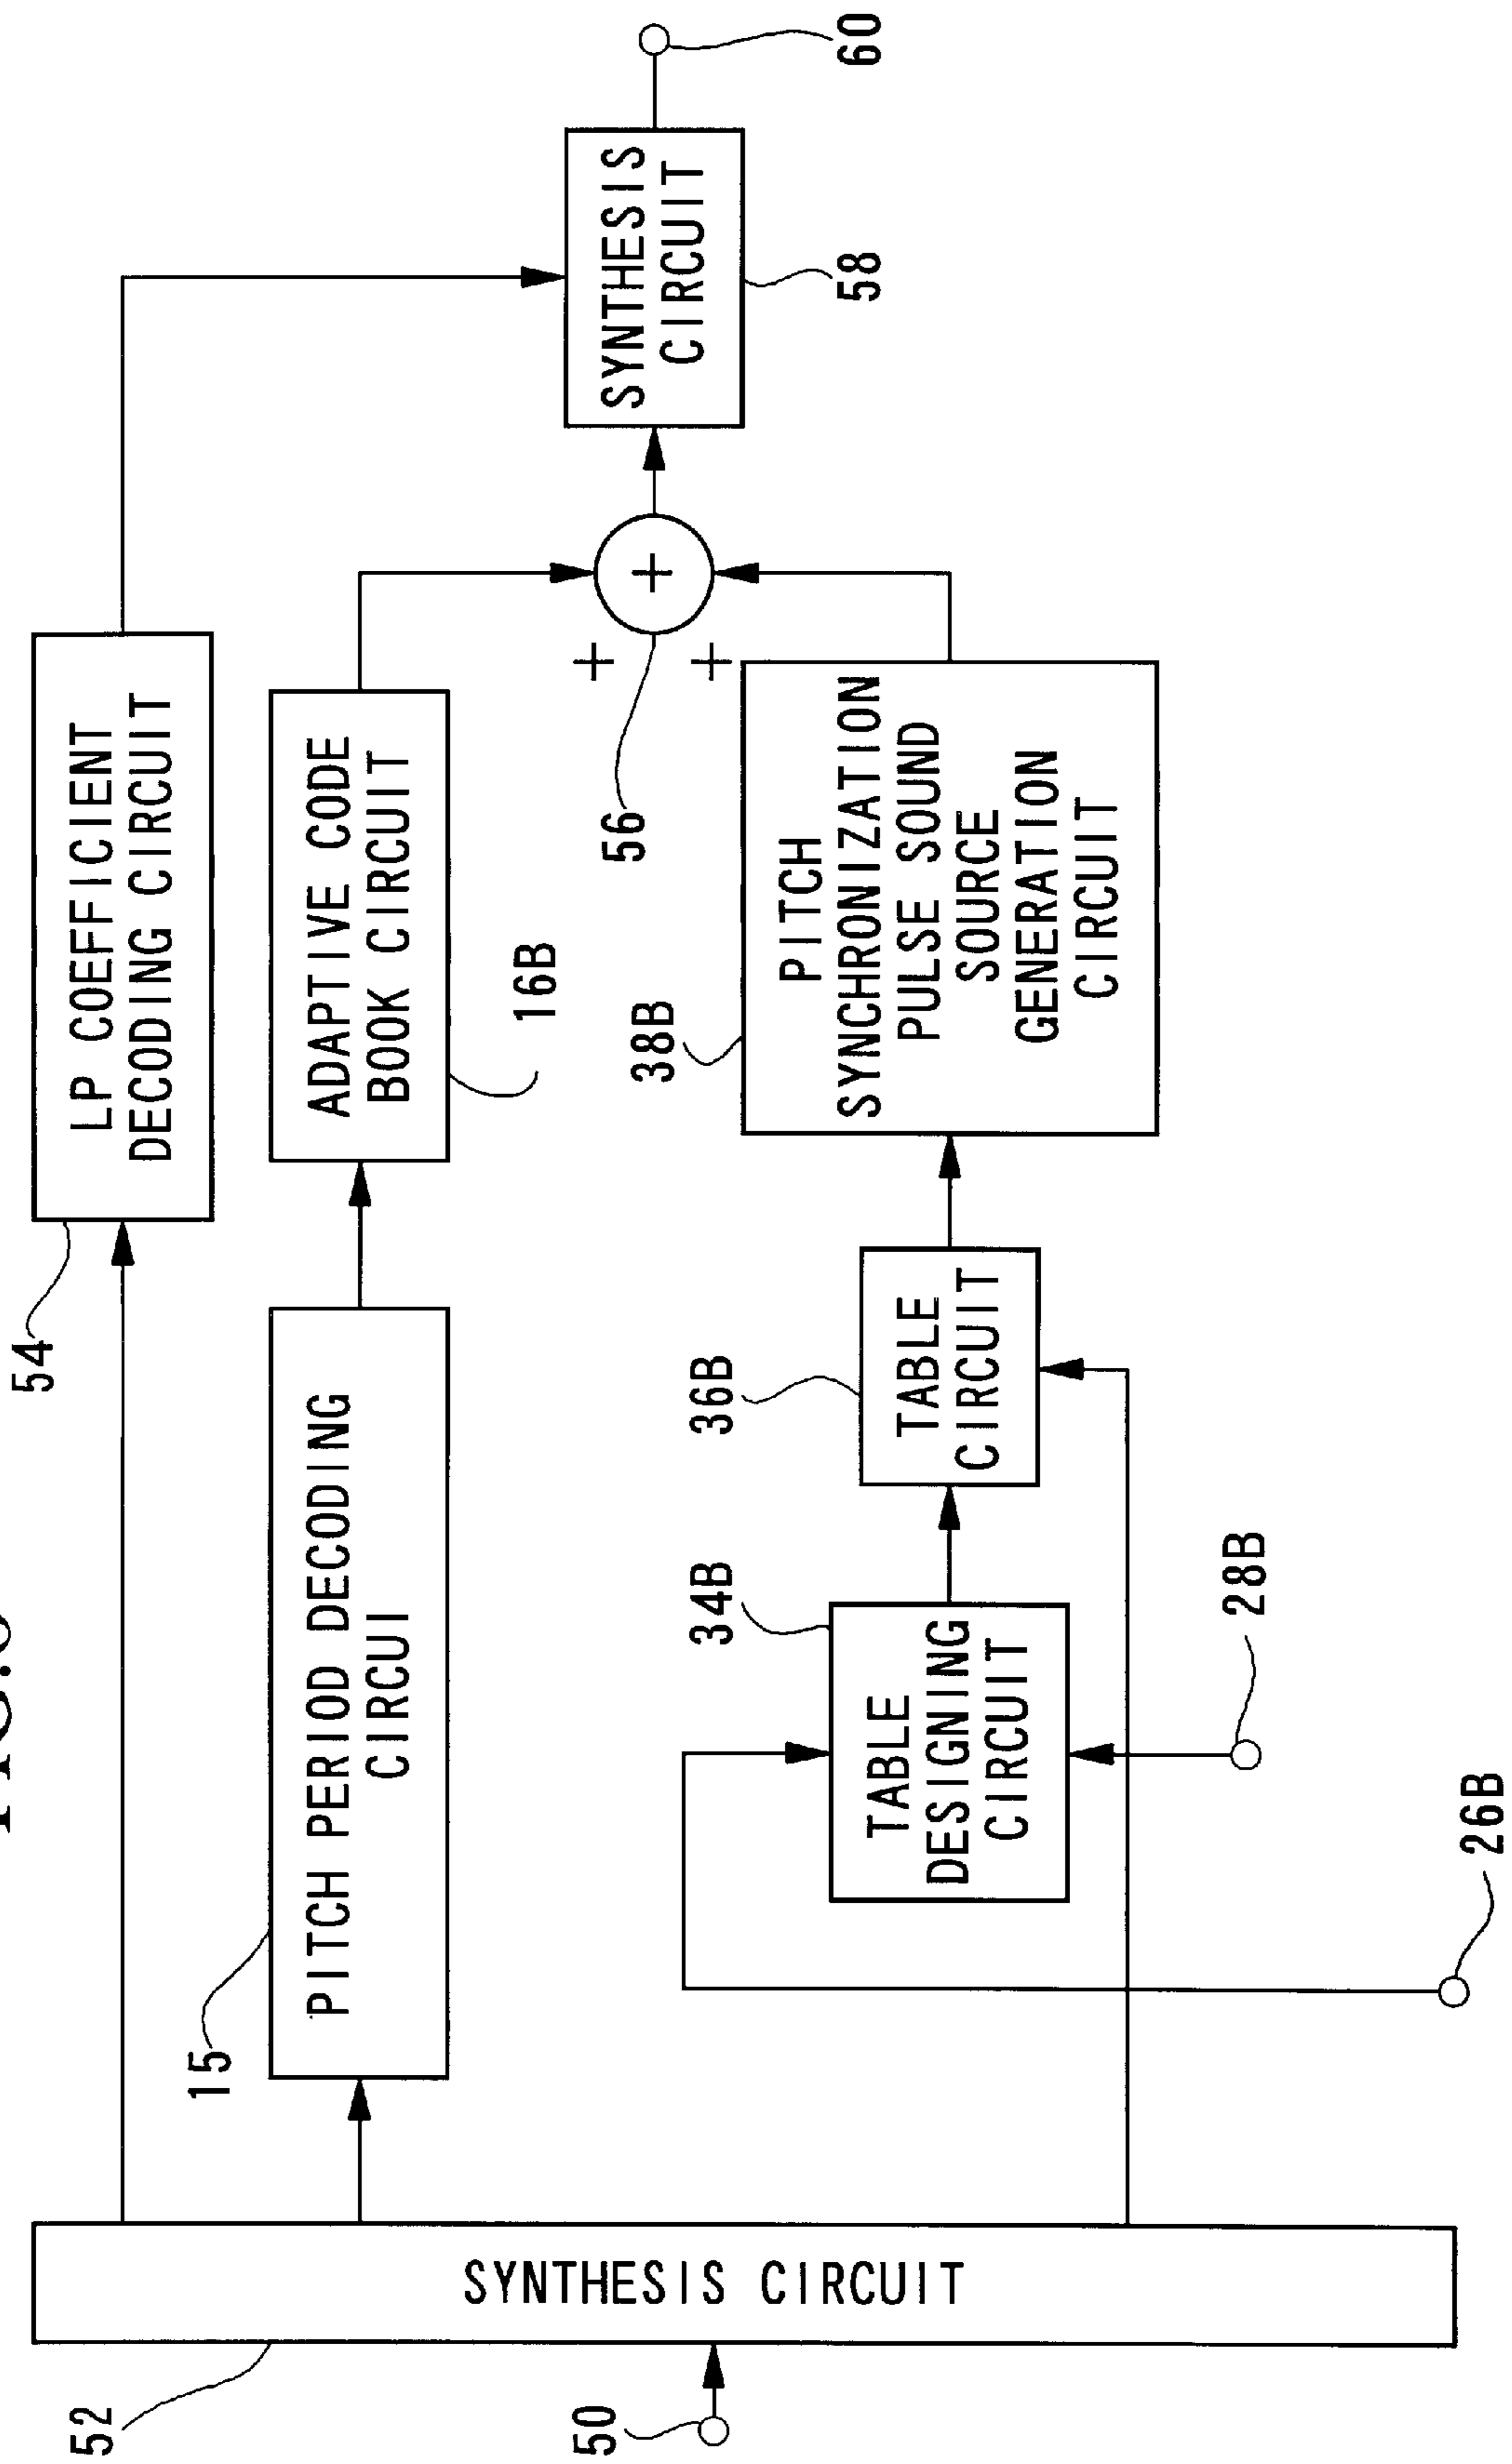 54
LP COEFFICIENT
DECODING CIRCUIT
15
PITCH PERIOD DECODING
CIRCUI
ADAPTIVE CODE
BOOK CIRCUIT
16B
52
SYNTHESIS CIRCUIT
50
34B
TABLE
DESIGNING
CIRCUIT
36B
TABLE
CIRCUIT
38B
PITCH
SYNCHRONIZATION
PULSE SOUND
SOURCE
GENERATION
CIRCUIT
56
+
+
+
SYNTHESIS
CIRCUIT
58
60
28B
26B